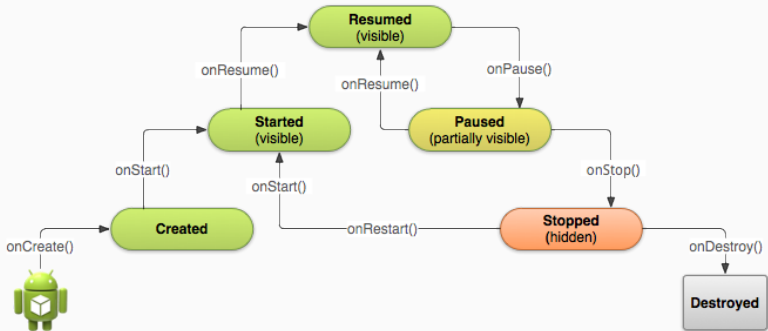 Resumed
(visible)
onResume()
onResume()
onPause()
Started
(visible)
Paused
(partially visible)
onStart()
onStart()
onStop()
Created
onRestart()
Stopped
(hidden)
onCreate()
onDestroy()
Destroyed